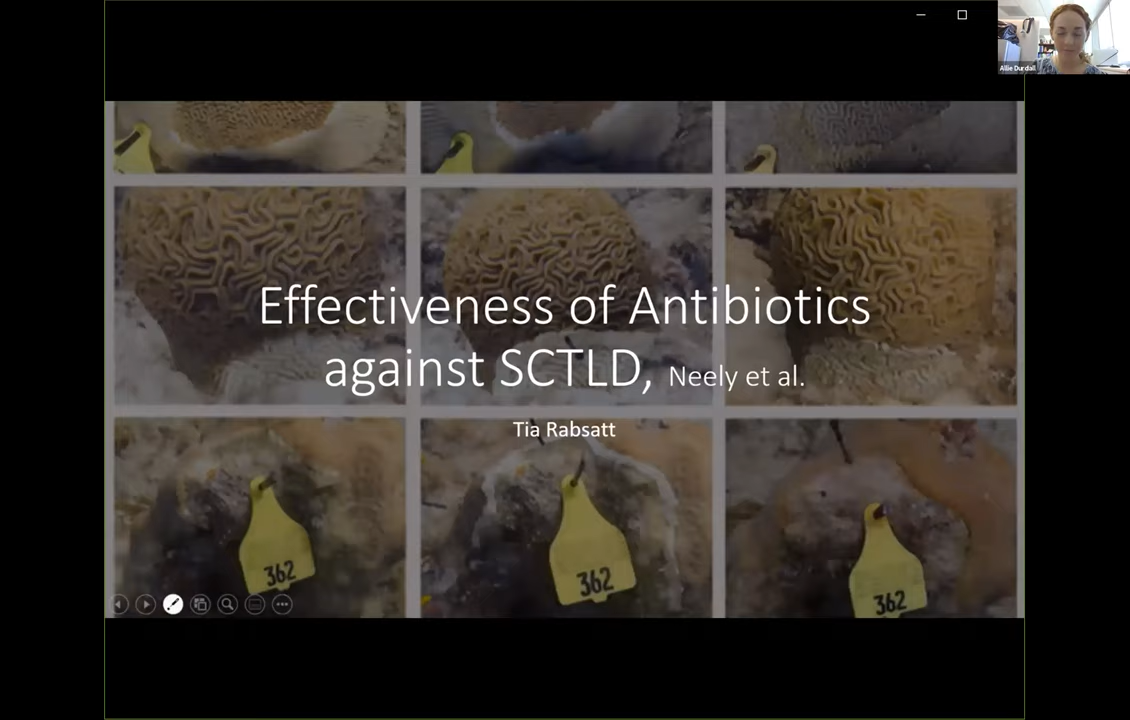 Allie Durdall
Effectiveness of Antibiotics
against SCTLD, Neely et al.
Tia Rabsatt
362
362
362